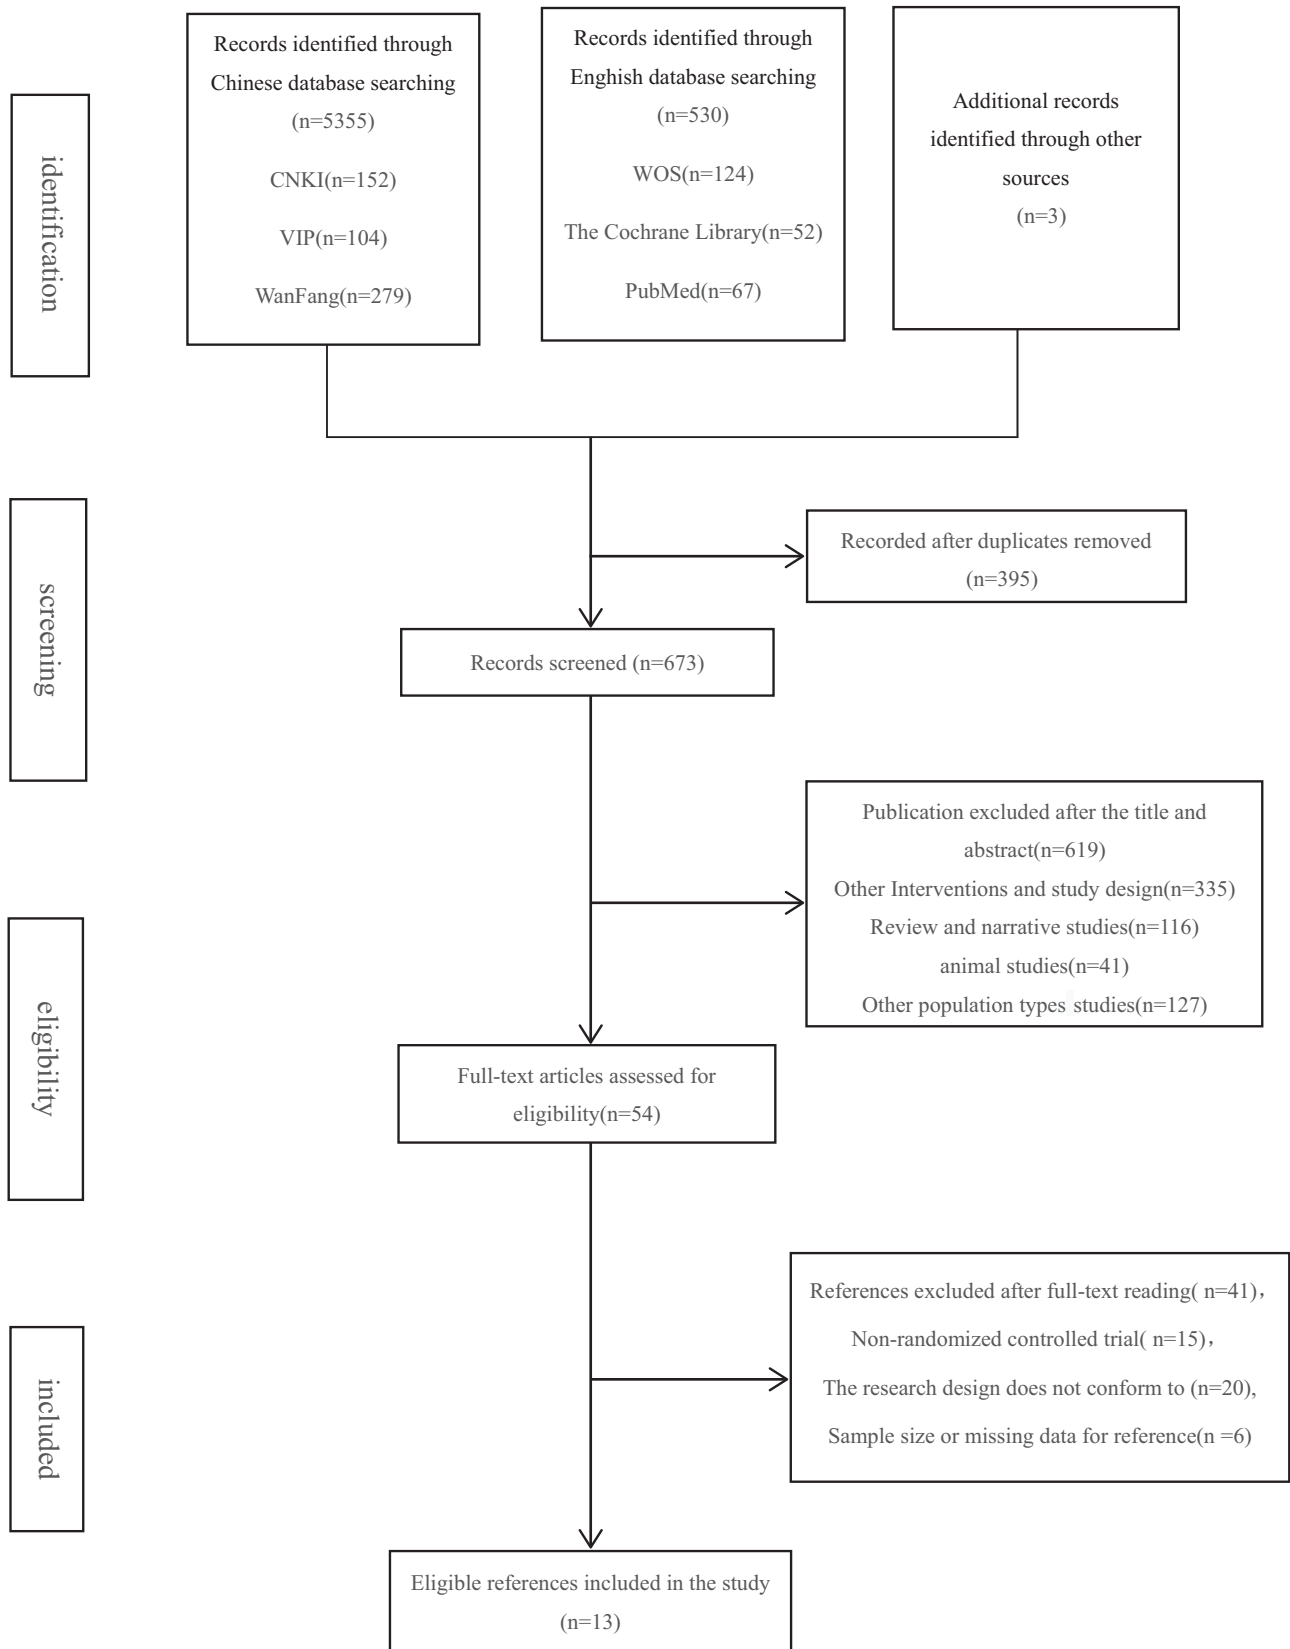 Records identified through
Chinese database searching
(n=5355)
CNKI(n=152)
VIP(n=104)
WanFang(n=279)
Records identified through
Enghish database searching
(n=530)
WOS(n=124)
The Cochrane Library(n=52)
PubMed(n=67)
Additional records
identified through other
sources
(n=3)
identification
Recorded after duplicates removed
(n=395)
screening
Records screened (n=673)
Publication excluded after the title and
abstract(n=619)
Other Interventions and study design(n=335)
Review and narrative studies(n=116)
animal studies(n=41)
Other population types studies(n=127)
eligibility
Full-text articles assessed for
eligibility(n=54)
References excluded after full-text reading( n=41)，
Non-randomized controlled trial( n=15)，
The research design does not conform to (n=20),
Sample size or missing data for reference(n =6)
included
Eligible references included in the study
(n=13)